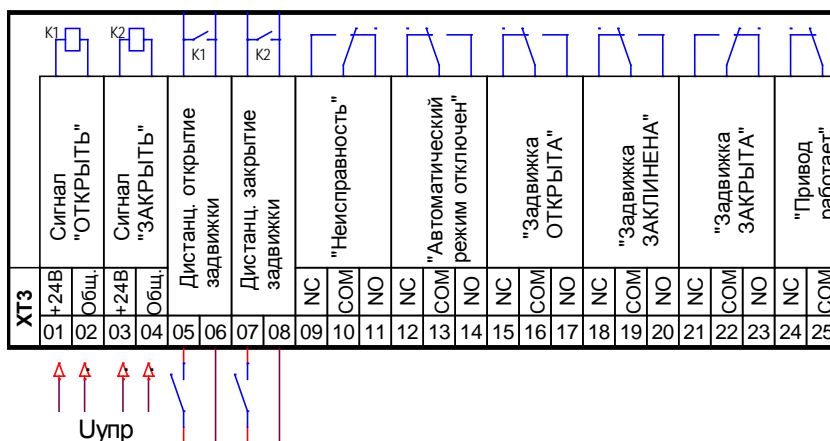 K1
K2
K1
K2
Сигнал
"ОТКРЫТЬ"
Сигнал
"ЗАКРЫТЬ"
Дистанц. открытие
задвижки
Дистанц. закрытие
задвижки
"Неисправность"
"Автоматический
режим отключен"
"Задвижка
ОТКРЫТА"
"Задвижка
ЗАКЛИНЕНА"
"Задвижка
ЗАКРЫТА"
"Привод
работает"
XT3
+24В Общ. +24В Общ. NC COM NO NC COM NO NC COM NO NC COM NO NC COM NO NC COM
01 02 03 04 05 06 07 08 09 10 11 12 13 14 15 16 17 18 19 20 21 22 23 24 25
Uупр